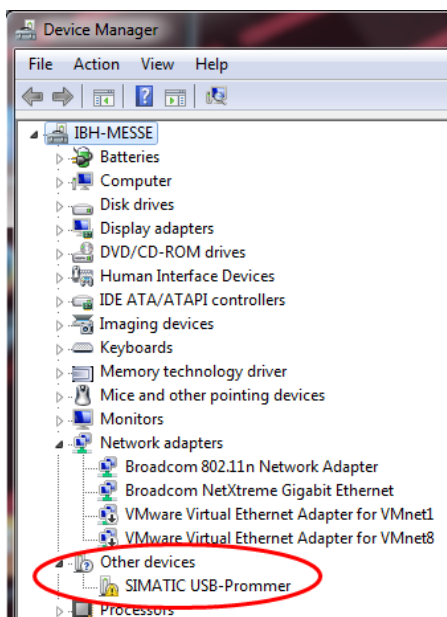 Device Manager
File Action View Help
IBH-MESSE
Batteries
Computer
Disk drives
Display adapters
DVD/CD-ROM drives
Human Interface Devices
IDE ATA/ATAPI controllers
Imaging devices
Keyboards
Memory technology driver
Mice and other pointing devices
Monitors
Network adapters
Broadcom 802.11n Network Adapter
Broadcom NetXtreme Gigabit Ethernet
VMware Virtual Ethernet Adapter for VMnet1
VMware Virtual Ethernet Adapter for VMnet8
Other devices
SIMATIC USB-Prommer
Processors